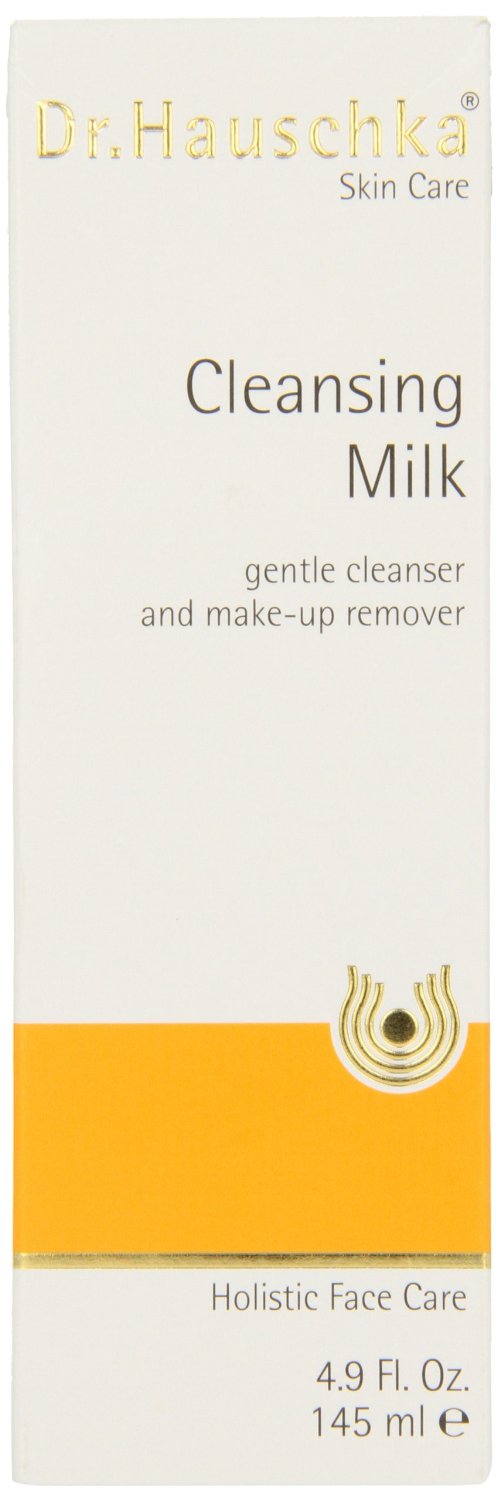 Dr.Hauschka®
Skin Care
Cleansing
Milk
gentle cleanser
and make-up remover
Holistic Face Care
4.9 Fl. Oz.
145 ml ℮